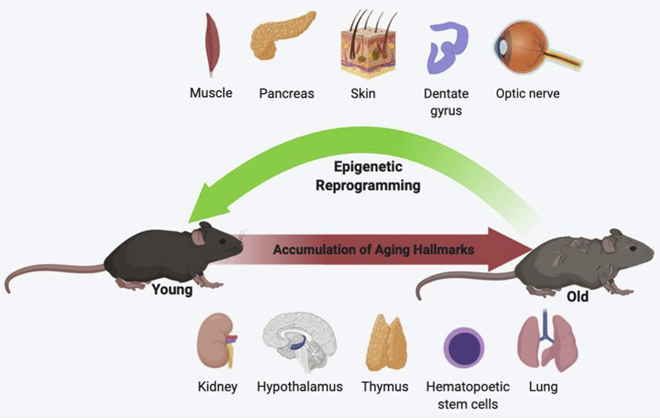 Muscle
Pancreas
Skin
Dentate
gyrus
Optic nerve
Epigenetic
Reprogramming
Accumulation of Aging Hallmarks
Young
Old
Kidney
Hypothalamus
Thymus
Hematopoetic
stem cells
Lung